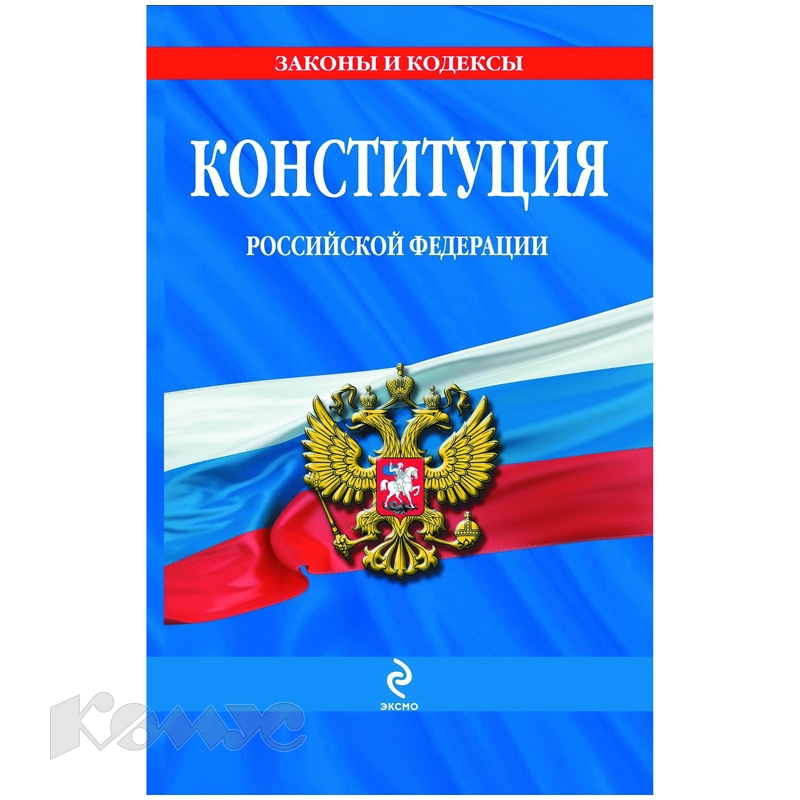 ЗАКОНЫ И КОДЕКСЫ
КОНСТИТУЦИЯ
РОССИЙСКОЙ ФЕДЕРАЦИИ
ЭКСМО
Комус